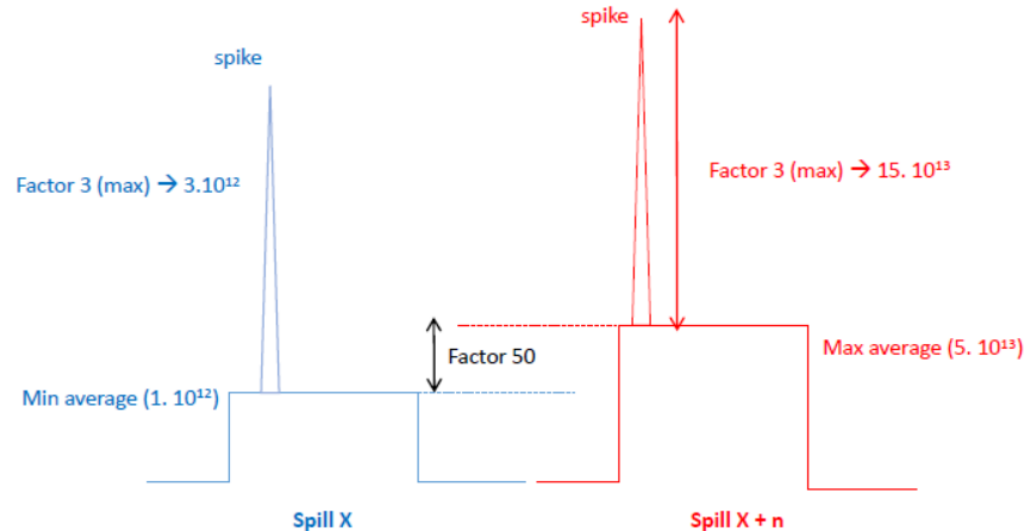 spike
spike
Factor 3 (max) → 3.10¹²
Factor 3 (max) → 15. 10¹³
Factor 50
Max average (5. 10¹³)
Min average (1. 10¹²)
Spill X
Spill X + n